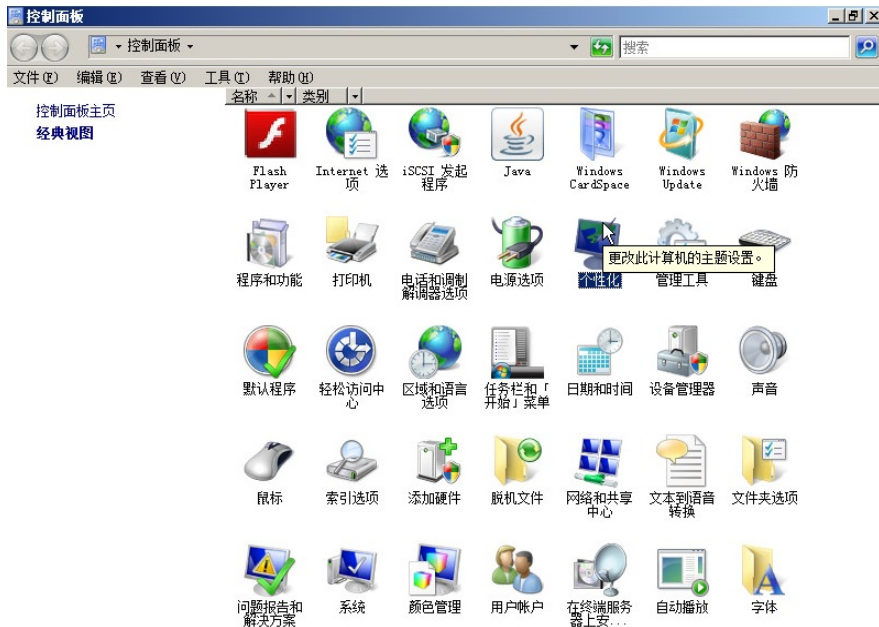 控制面板
控制面板
搜索
文件(F) 编辑(E) 查看(V) 工具(T) 帮助(H)
名称 类别
控制面板主页
经典视图
Flash
Player
Internet 选
项
iSCSI 发起
程序
Java
Windows
CardSpace
Windows
Update
Windows 防
火墙
更改此计算机的主题设置。
程序和功能
打印机
电话和调制
解调器选项
电源选项
个性化
管理工具
键盘
默认程序
轻松访问中
心
区域和语言
选项
任务栏和「
开始」菜单
日期和时间
设备管理器
声音
鼠标
索引选项
添加硬件
脱机文件
网络和共享
中心
文本到语音
转换
文件夹选项
问题报告和
解决方案
系统
颜色管理
用户帐户
在终端服务
器上安...
自动播放
字体